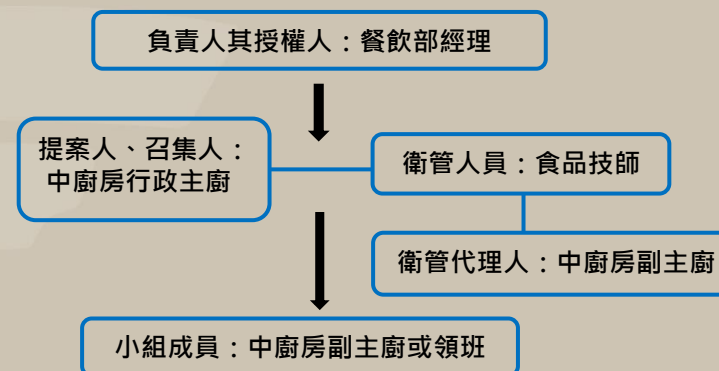 負責人其授權人：餐飲部經理
提案人、召集人：
中廚房行政主廚
衛管人員：食品技師
衛管代理人：中廚房副主廚
小組成員：中廚房副主廚或領班